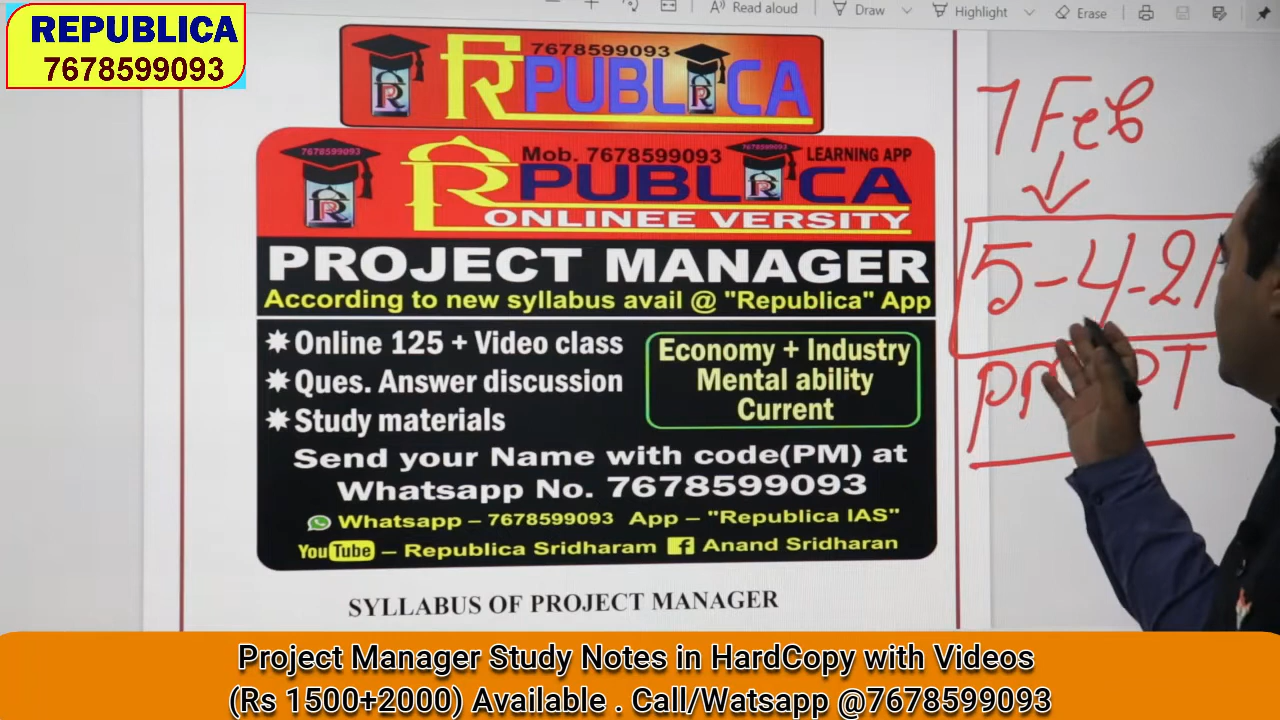 REPUBLICA
7678599093
Read aloud
Draw
Highlight
Erase
7678599093
REPUBLICA
7678599093
Mob. 7678599093
7678599093
LEARNING APP
REPUBLICA
ONLINEE VERSITY
PROJECT MANAGER
According to new syllabus avail @ "Republica" App
Online 125 + Video class
Ques. Answer discussion
Study materials
Economy + Industry
Mental ability
Current
Send your Name with code(PM) at
Whatsapp No. 7678599093
Whatsapp – 7678599093 App – "Republica IAS"
YouTube – Republica Sridharam f Anand Sridharan
SYLLABUS OF PROJECT MANAGER
7 Feb
5-4-21
PT
Project Manager Study Notes in HardCopy with Videos
(Rs 1500+2000) Available . Call/Watsapp @7678599093